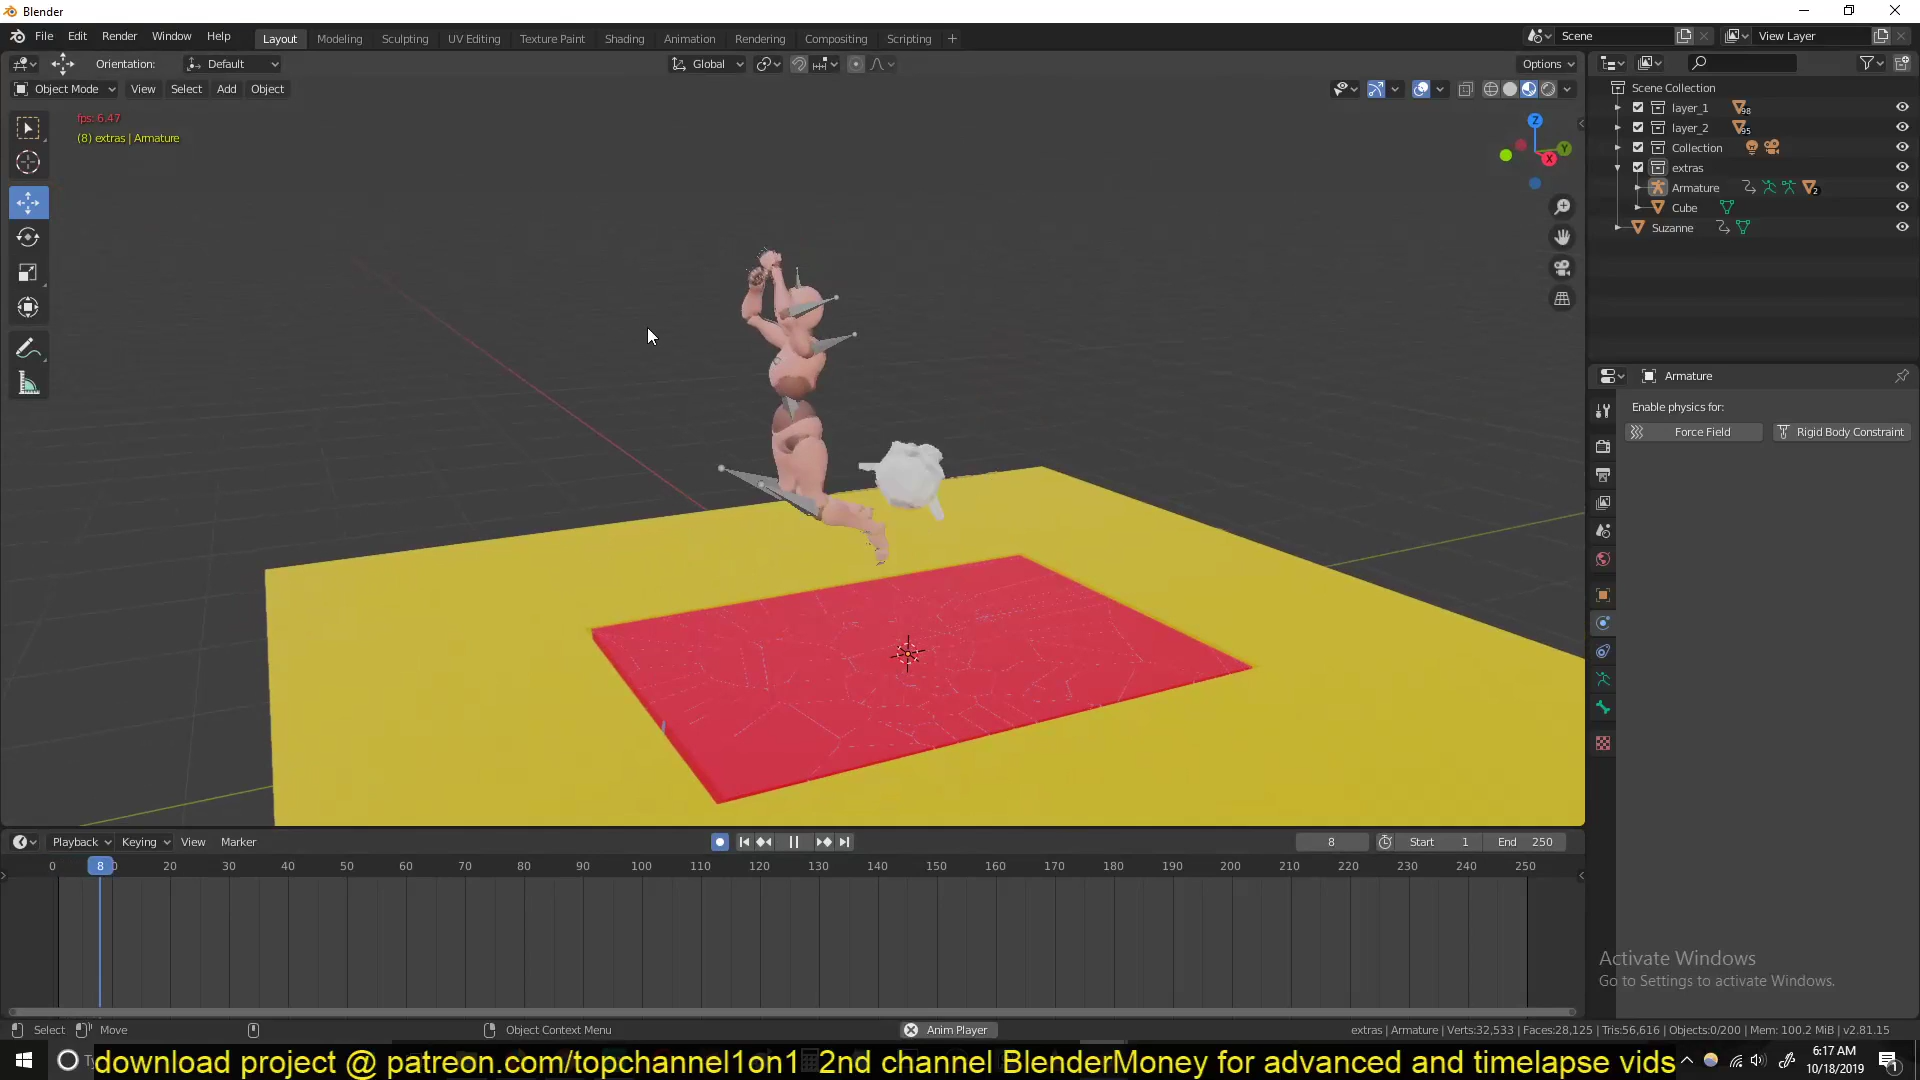 Blender
File Edit Render Window Help Layout Modeling Sculpting UV Editing Texture Paint Shading Animation Rendering Compositing Scripting + Scene View Layer
Orientation: Default Global Options
Object Mode View Select Add Object
Scene Collection
layer_1 98
layer_2 95
Collection
extras
Armature 2
Cube
Suzanne
fps: 6.47
(8) extras | Armature
Z
Y
X
Armature
Enable physics for:
Force Field Rigid Body Constraint
Playback Keying View Marker 8 Start 1 End 250
0 8 20 30 40 50 60 70 80 90 100 110 120 130 140 150 160 170 180 190 200 210 220 230 240 250
Activate Windows
Go to Settings to activate Windows.
Select Move Object Context Menu Anim Player extras | Armature | Verts:32,533 | Faces:28,125 | Tris:56,616 | Objects:0/200 | Mem: 100.2 MiB | v2.81.15
download project @ patreon.com/topchannel1on1 2nd channel BlenderMoney for advanced and timelapse vids
6:17 AM
10/18/2019
1